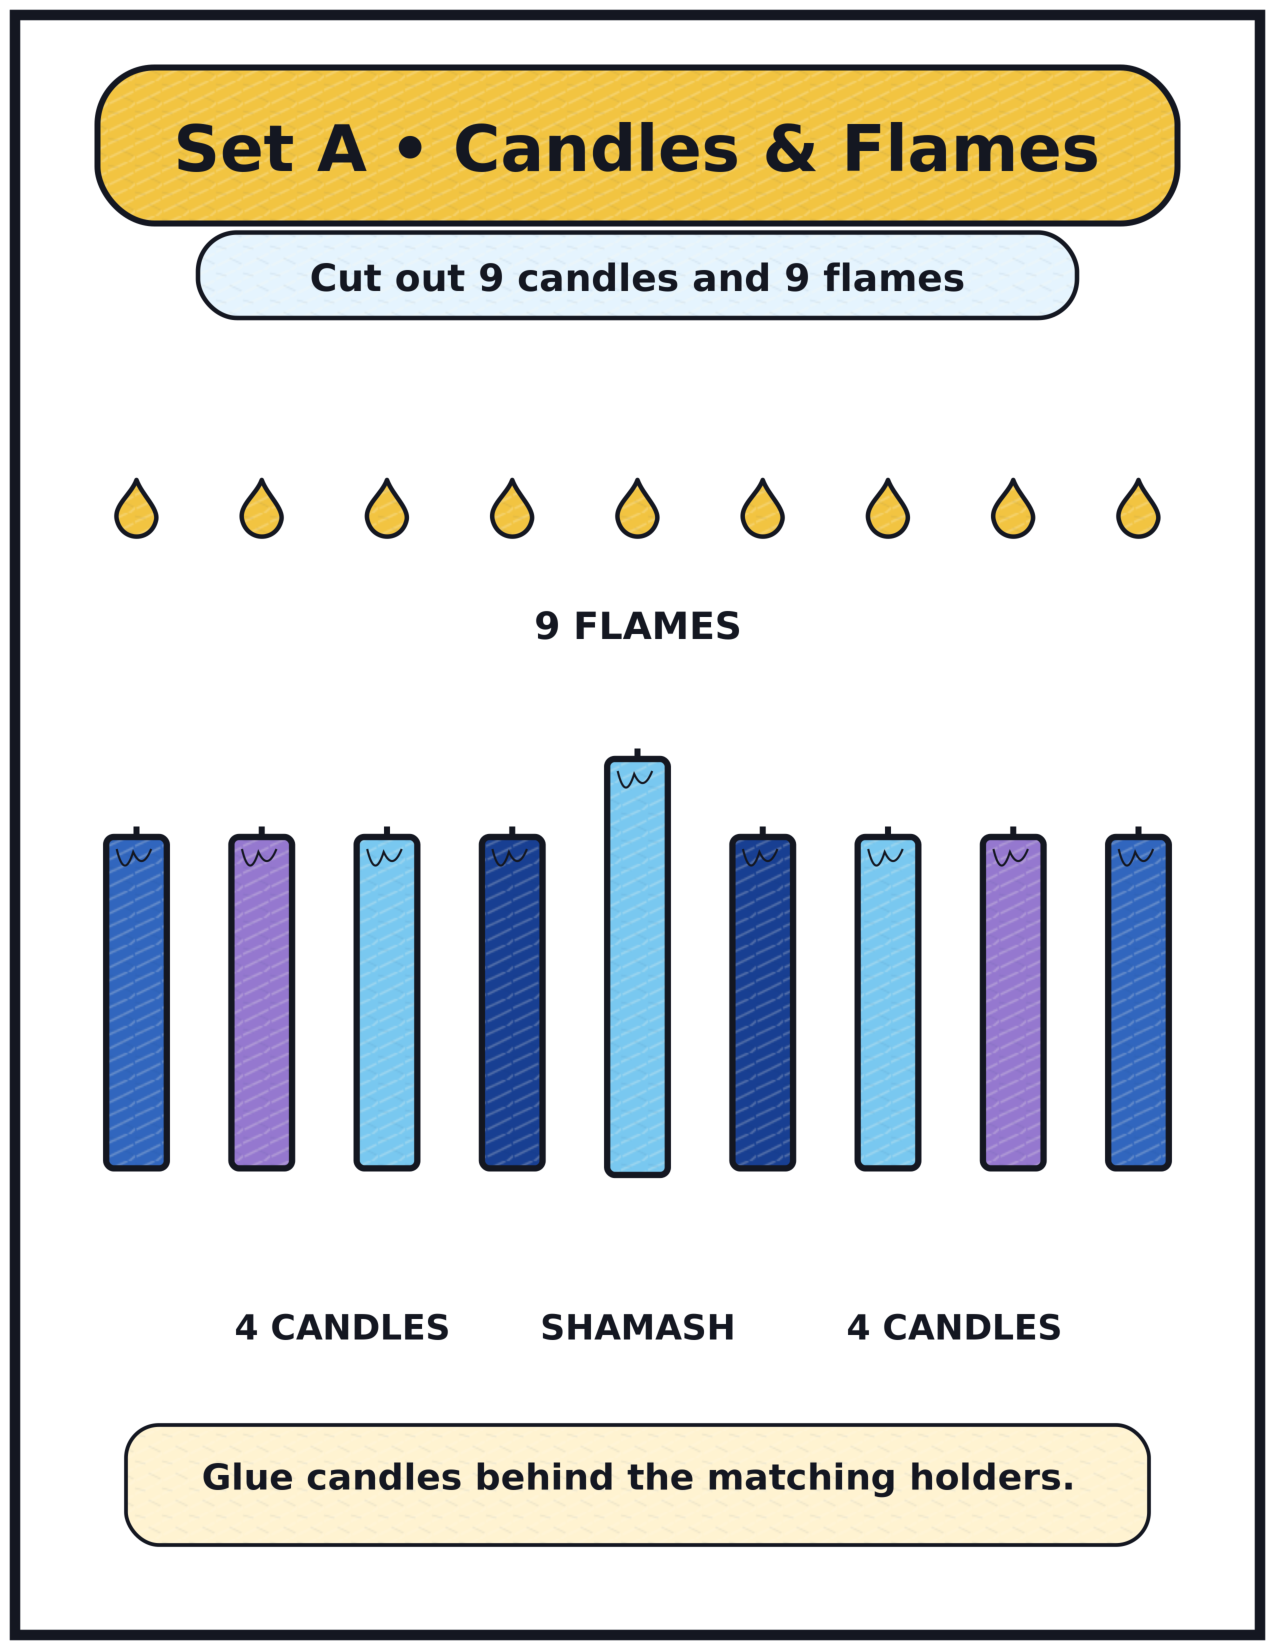 Set A • Candles & Flames
Cut out 9 candles and 9 flames
9 FLAMES
4 CANDLES SHAMASH 4 CANDLES
Glue candles behind the matching holders.